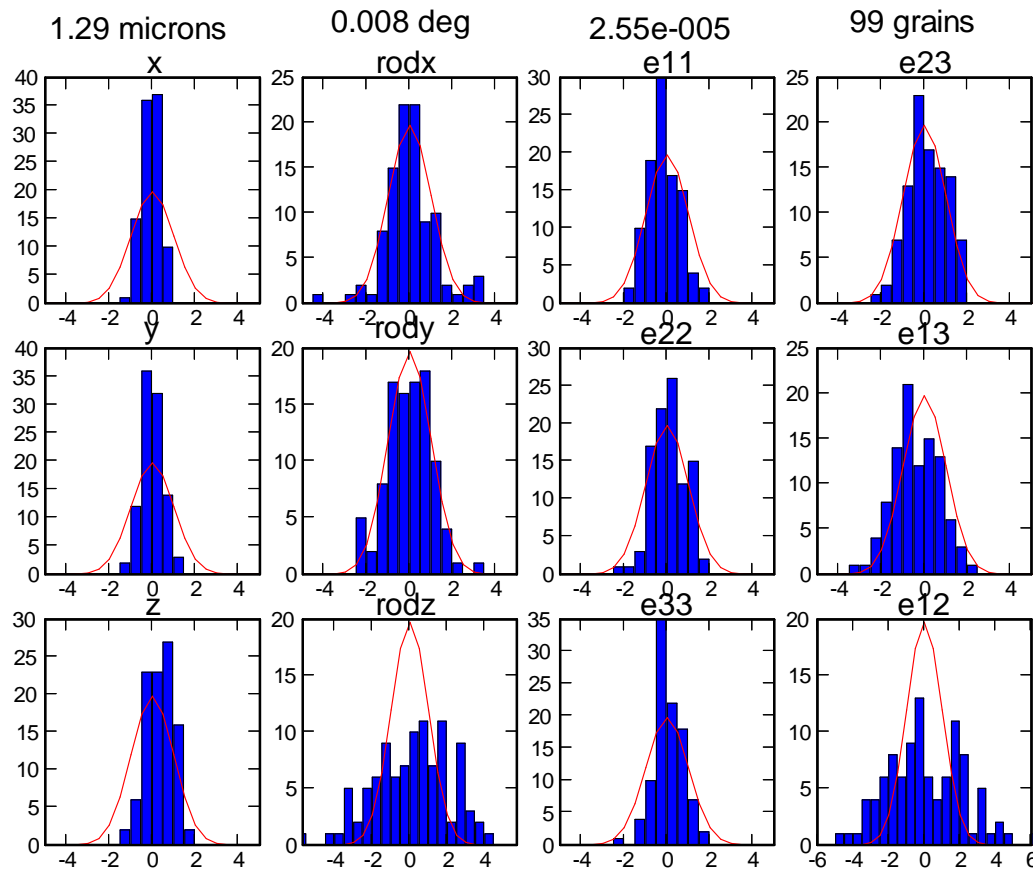 1.29 microns 0.008 deg 2.55e-005 99 grains
x rodx e11 e23
40 25 30 25
35
30 20 25 20
25 15 20 15
20 15
15 10 10
10 10
5 5 5 5
0 0 0 0
-4 -2 0 2 4 -4 -2 0 2 4 -4 -2 0 2 4 -4 -2 0 2 4
y rody e22 e13
40 20 30 25
35
30 15 25 20
25 20 15
20 10 15
15 10 10
10 5 5
5 5
0 0 0 0
-4 -2 0 2 4 -4 -2 0 2 4 -4 -2 0 2 4 -4 -2 0 2 4
z rodz e33 e12
30 20 35 20
25 30
20 15 25 15
15 10 20 10
10 15
5 5 10 5
5
0 0 0 0
-4 -2 0 2 4 -4 -2 0 2 4 -4 -2 0 2 4 -6 -4 -2 0 2 4 6